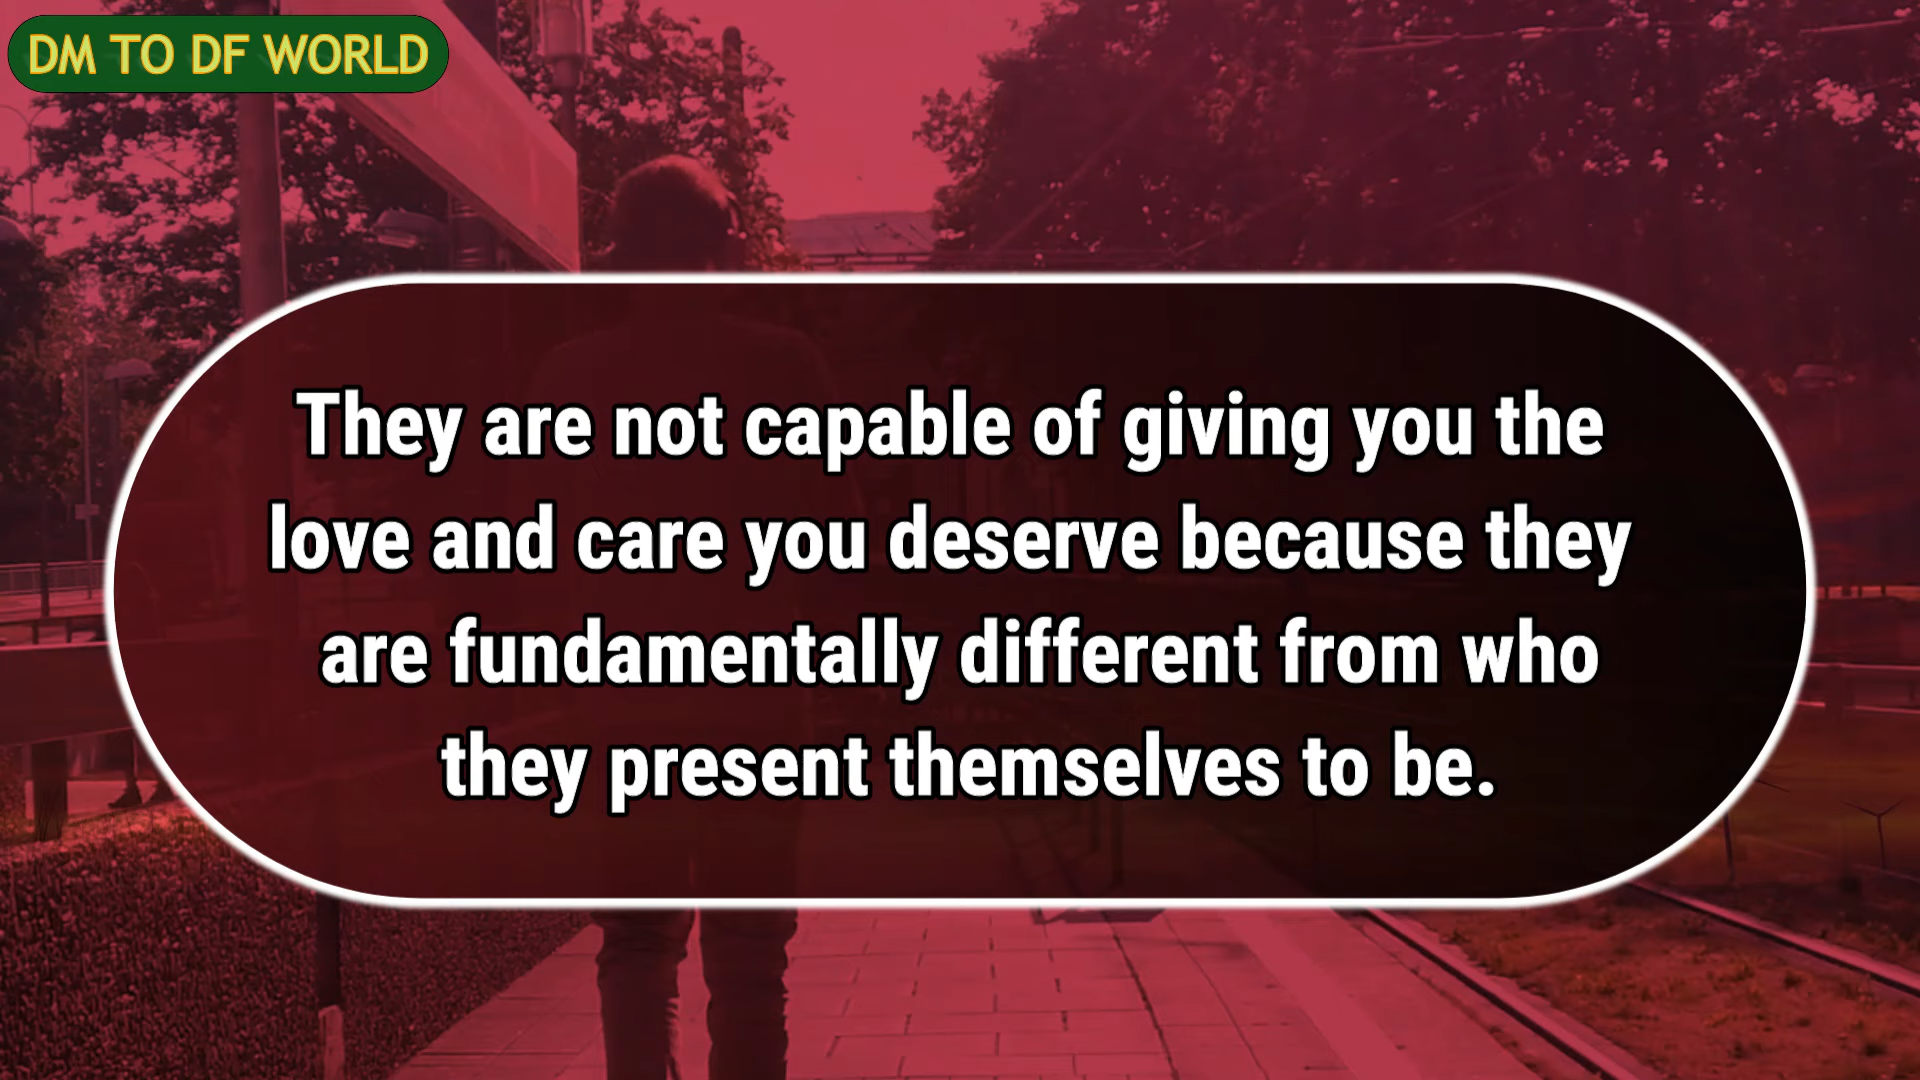 DM TO DF WORLD
They are not capable of giving you the
love and care you deserve because they
are fundamentally different from who
they present themselves to be.